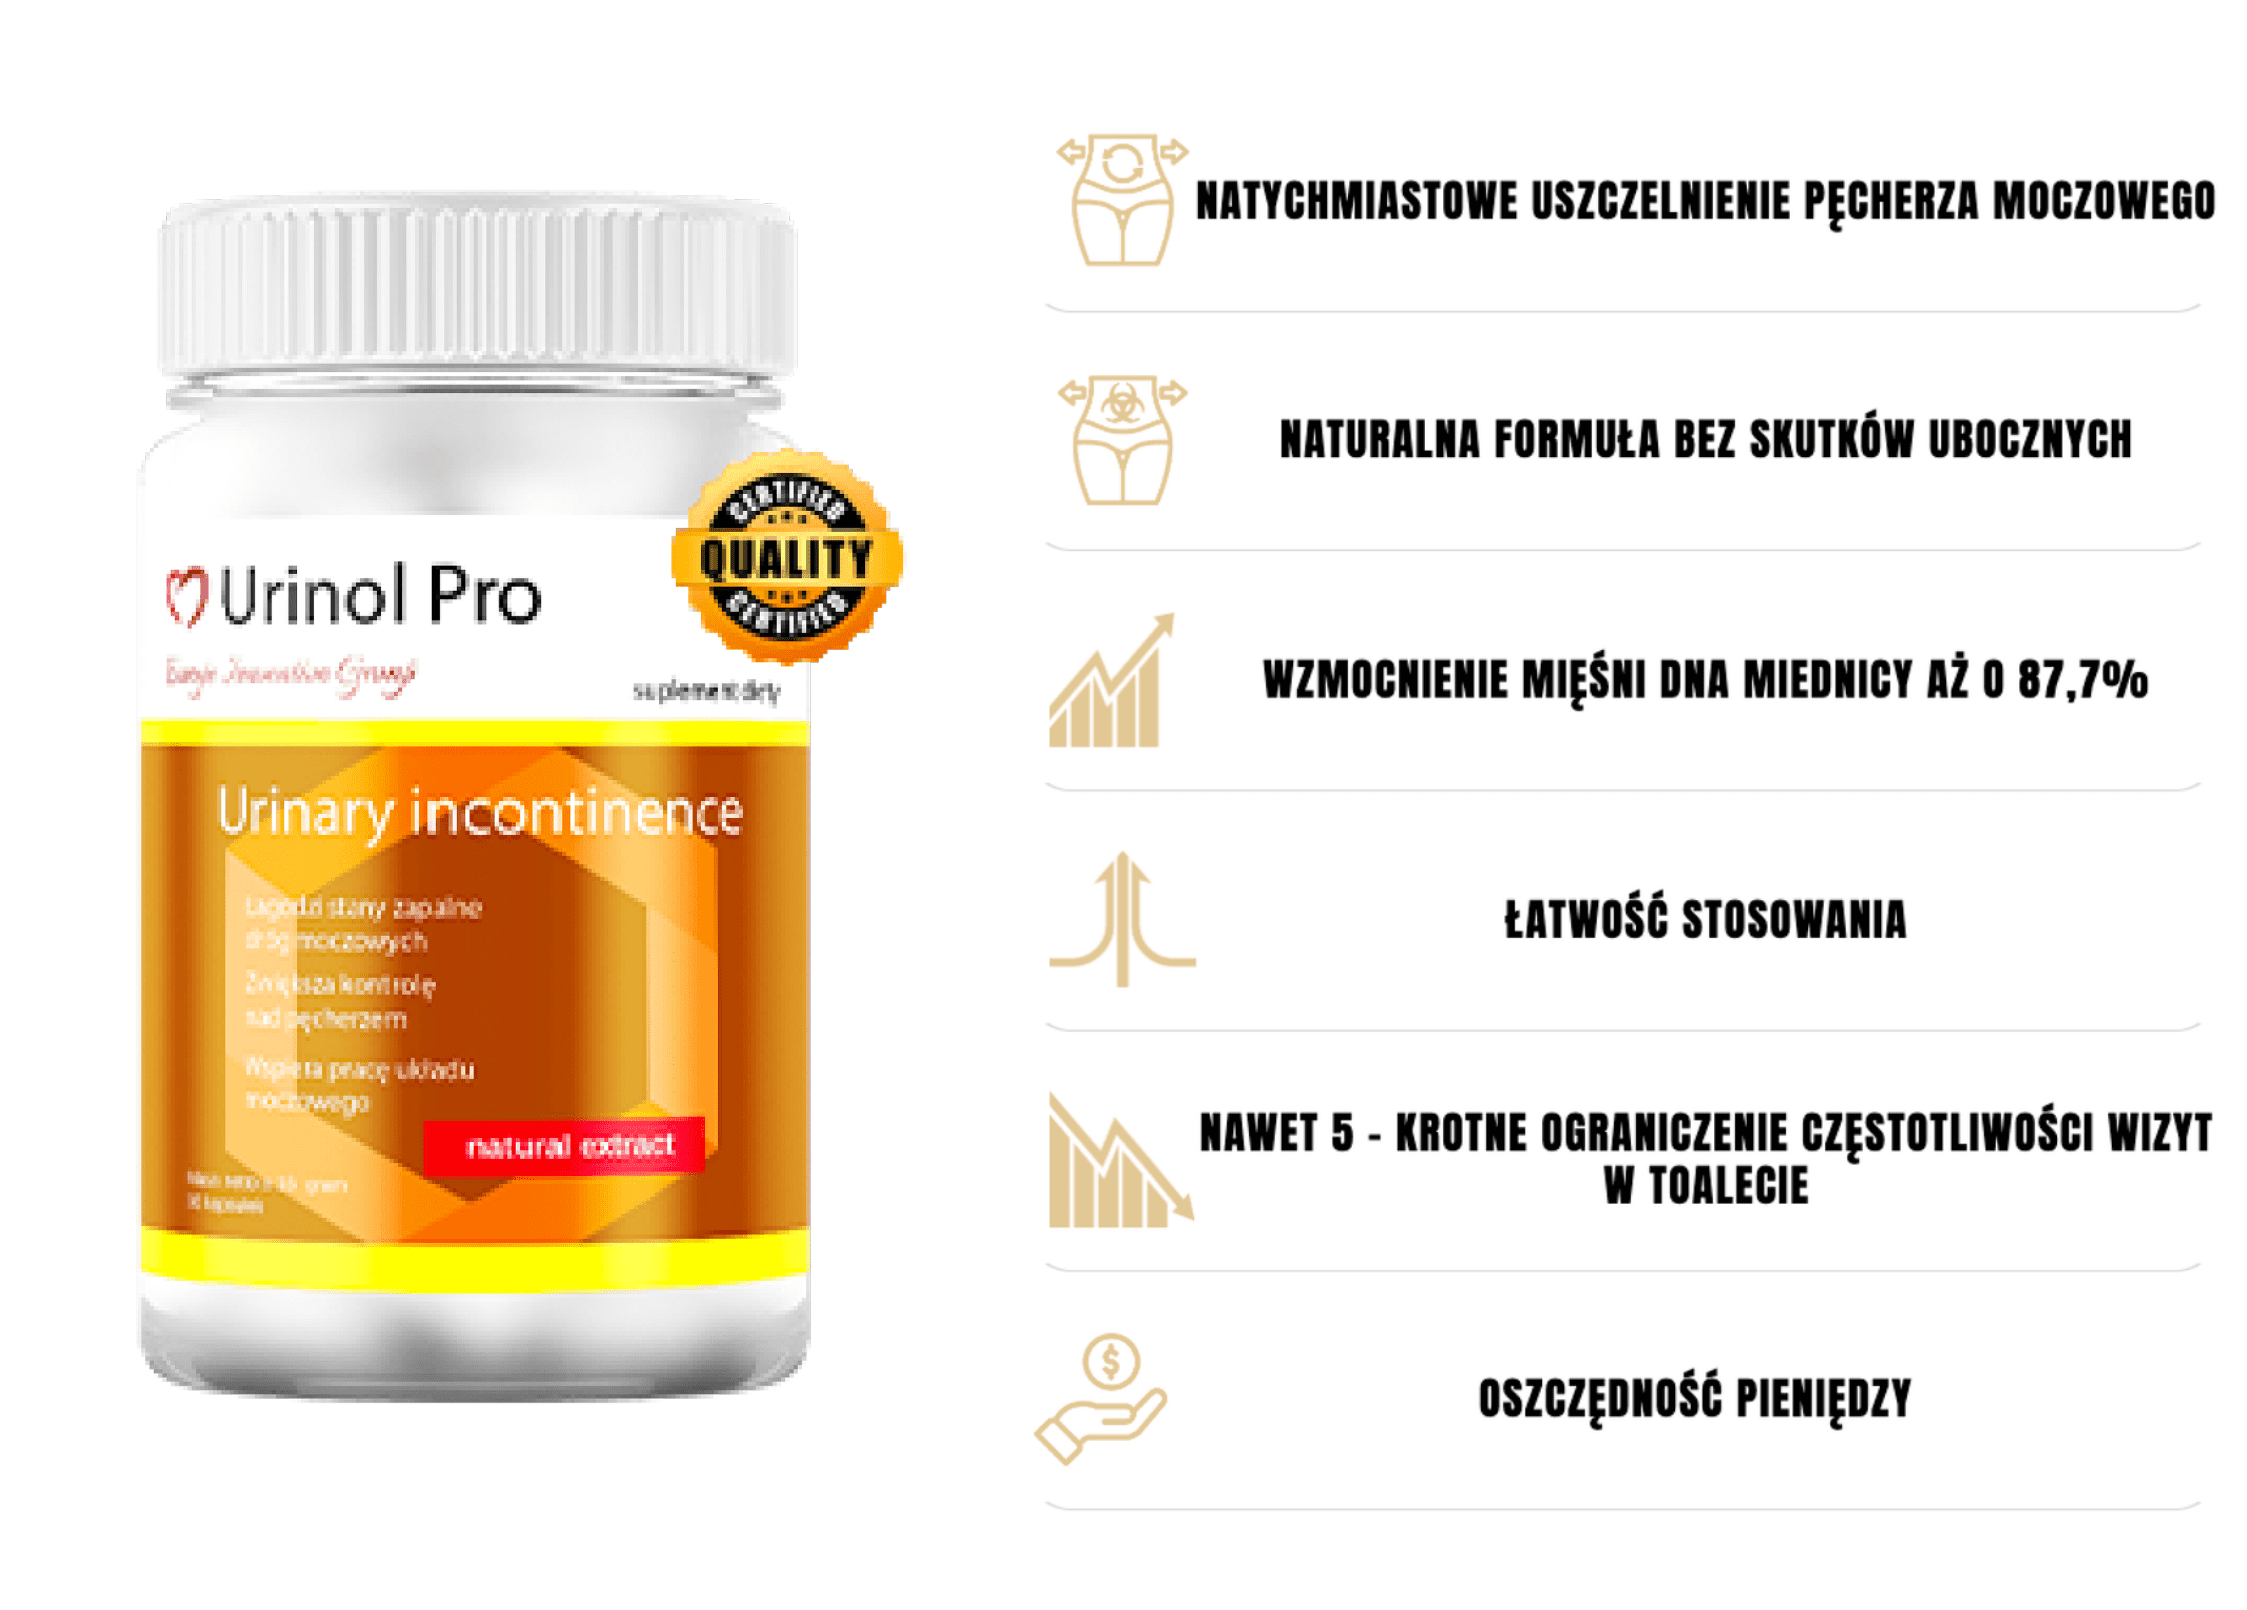 Urinol Pro
suplement diety
CERTIFIED
QUALITY
CERTIFIED
Urinary incontinence
Łagodzi stany zapalne
dróg moczowych
Zwiększa kontrolę
nad pęcherzem
Wspiera pracę układu
moczowego
natural extract
NATYCHMIASTOWE USZCZELNIENIE PĘCHERZA MOCZOWEGO
NATURALNA FORMUŁA BEZ SKUTKÓW UBOCZNYCH
WZMOCNIENIE MIĘŚNI DNA MIEDNICY AŻ O 87,7%
ŁATWOŚĆ STOSOWANIA
NAWET 5 - KROTNE OGRANICZENIE CZĘSTOTLIWOŚCI WIZYT
W TOALECIE
$
OSZCZĘDNOŚĆ PIENIĘDZY